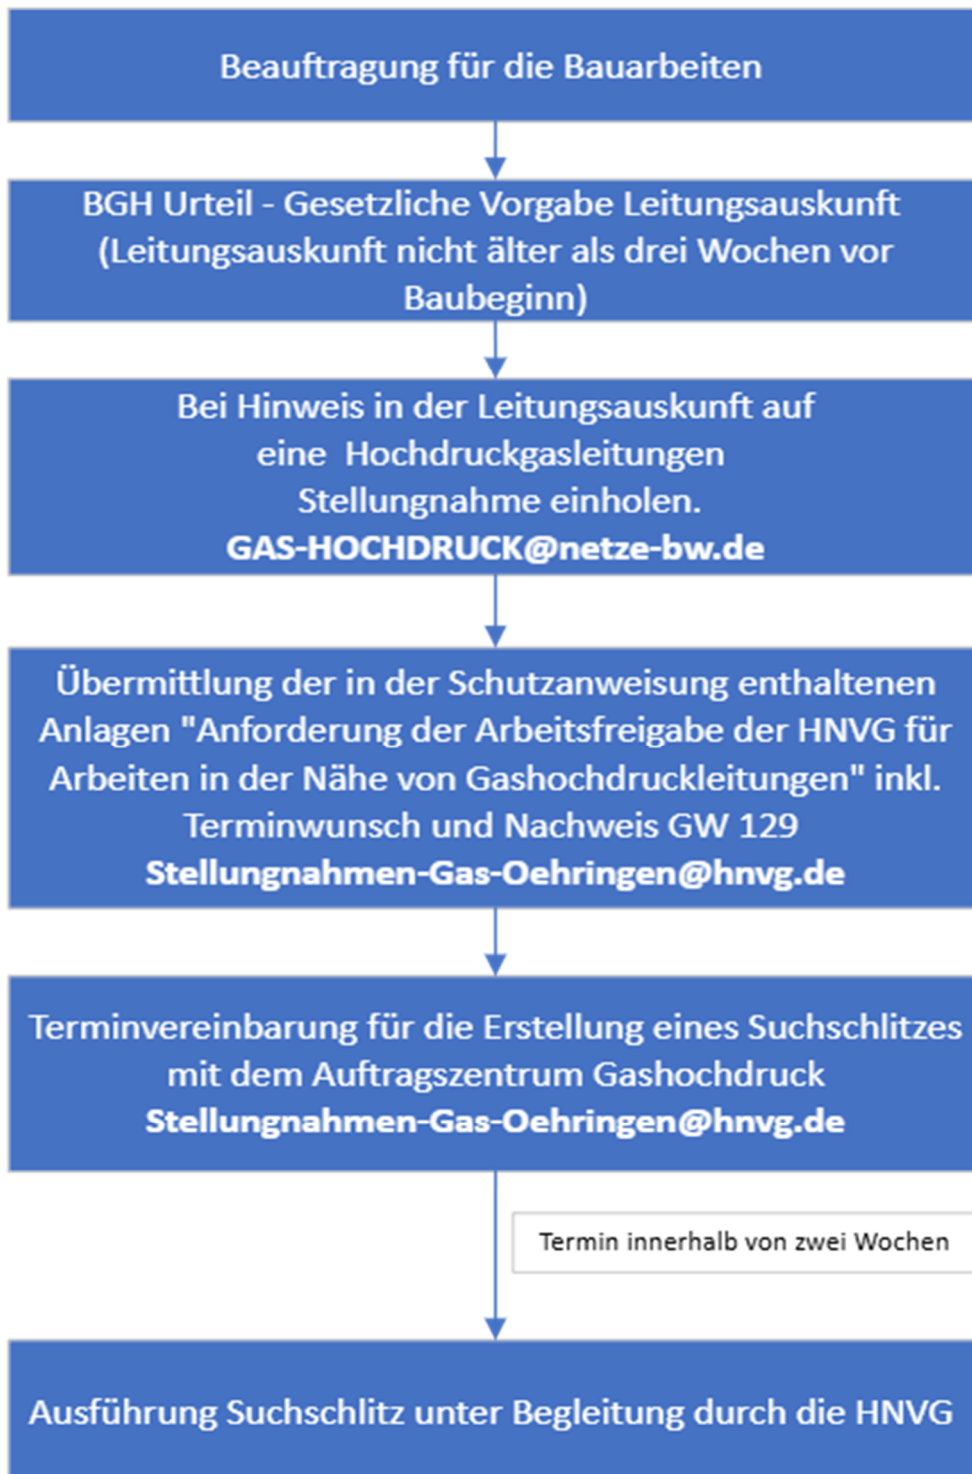 Beauftragung für die Bauarbeiten
BGH Urteil - Gesetzliche Vorgabe Leitungsauskunft
(Leitungsauskunft nicht älter als drei Wochen vor
Baubeginn)
Bei Hinweis in der Leitungsauskunft auf
eine Hochdruckgasleitungen
Stellungnahme einholen.
GAS-HOCHDRUCK@netze-bw.de
Übermittlung der in der Schutzanweisung enthaltenen
Anlagen "Anforderung der Arbeitsfreigabe der HNVG für
Arbeiten in der Nähe von Gashochdruckleitungen" inkl.
Terminwunsch und Nachweis GW 129
Stellungnahmen-Gas-Oehringen@hnvg.de
Terminvereinbarung für die Erstellung eines Suchschlitzes
mit dem Auftragszentrum Gashochdruck
Stellungnahmen-Gas-Oehringen@hnvg.de
Termin innerhalb von zwei Wochen
Ausführung Suchschlitz unter Begleitung durch die HNVG